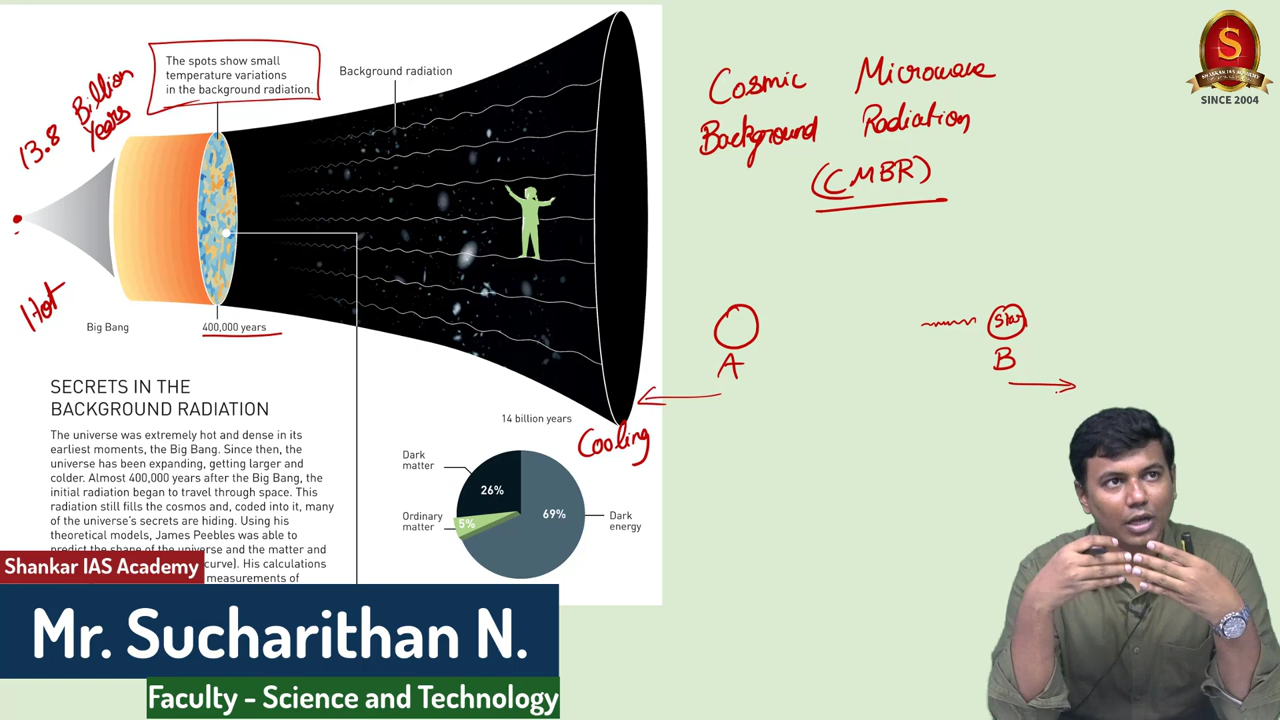 13.8 Billion
Years
The spots show small
temperature variations
in the background radiation.
Background radiation
Hot
Big Bang
400,000 years
14 billion years
Cooling
SECRETS IN THE
BACKGROUND RADIATION
The universe was extremely hot and dense in its
earliest moments, the Big Bang. Since then, the
universe has been expanding, getting larger and
colder. Almost 400,000 years after the Big Bang, the
initial radiation began to travel through space. This
radiation still fills the cosmos and, coded into it, many
of the universe's secrets are hiding. Using his
theoretical models, James Peebles was able to
predict the shape of the universe and the matter and
curve). His calculations
measurements of
Dark
matter
26%
Ordinary
matter
5%
69%
Dark
energy
Cosmic Microwave
Background Radiation
(CMBR)
A
Star
B
S
SHANKAR IAS ACADEMY
SINCE 2004
Shankar IAS Academy
Mr. Sucharithan N.
Faculty - Science and Technology